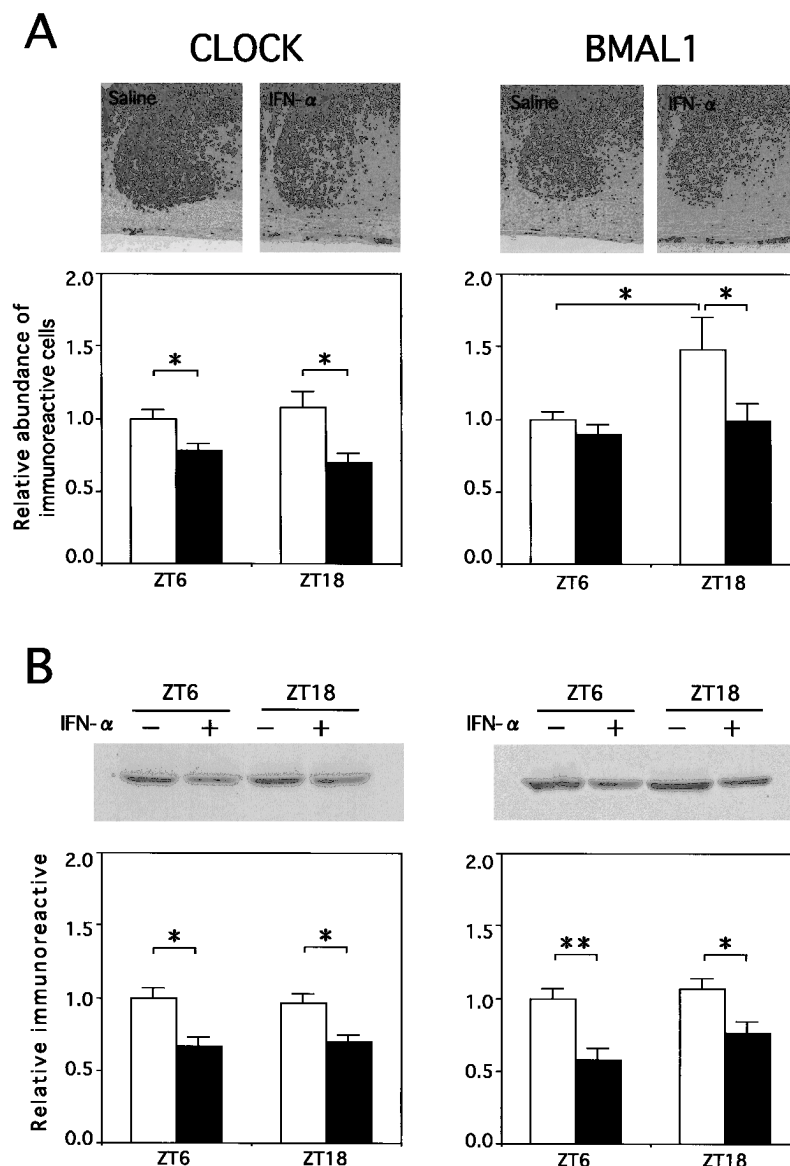 A
CLOCK
BMAL1
Saline
IFN-α
Saline
IFN-α
Relative abundance of
immunoreactive cells
2.0
1.5
1.0
0.5
0.0
*
*
ZT6
ZT18
2.0
1.5
1.0
0.5
0.0
*
*
ZT6
ZT18
B
ZT6
ZT18
IFN-α
−
+
−
+
ZT6
ZT18
IFN-α
−
+
−
+
Relative immunoreactive
2.0
1.5
1.0
0.5
0.0
*
*
ZT6
ZT18
2.0
1.5
1.0
0.5
0.0
**
*
ZT6
ZT18